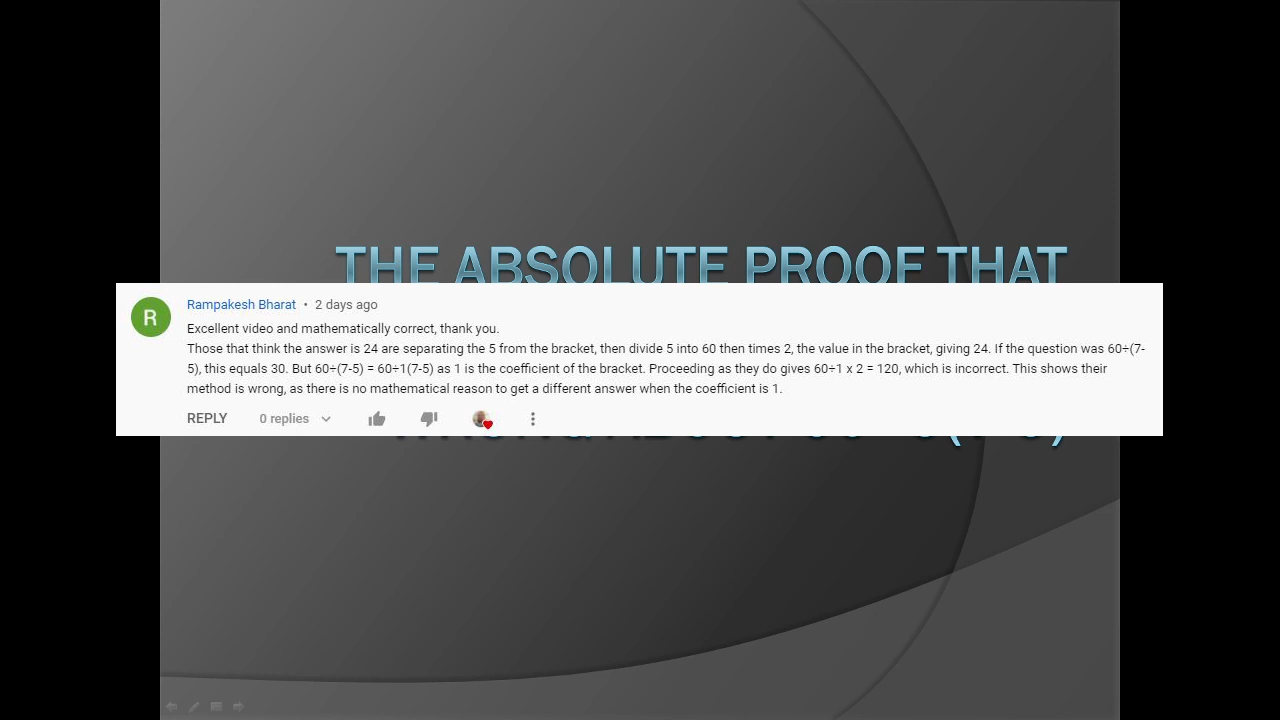 THE ABSOLUTE PROOF THAT
Rampakesh Bharat • 2 days ago
Excellent video and mathematically correct, thank you.
Those that think the answer is 24 are separating the 5 from the bracket, then divide 5 into 60 then times 2, the value in the bracket, giving 24. If the question was 60÷(7-
5), this equals 30. But 60÷(7-5) = 60÷1(7-5) as 1 is the coefficient of the bracket. Proceeding as they do gives 60÷1 x 2 = 120, which is incorrect. This shows their
method is wrong, as there is no mathematical reason to get a different answer when the coefficient is 1.
REPLY 0 replies